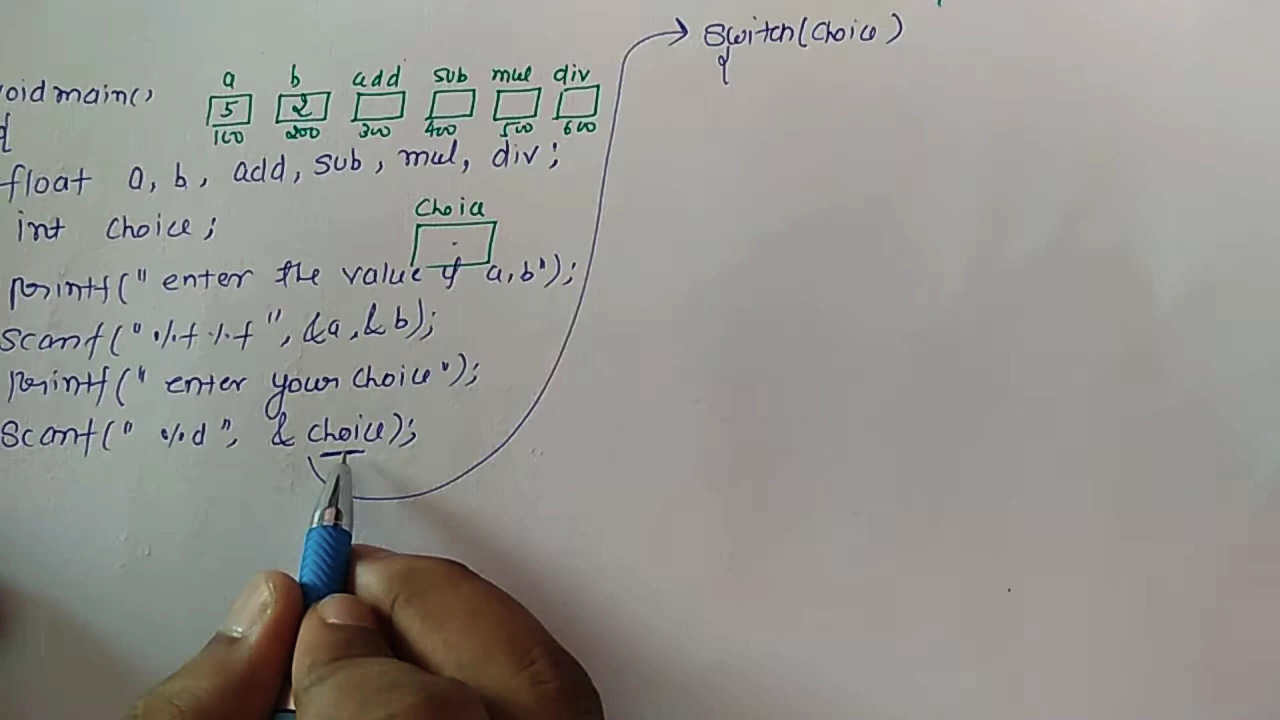 void main()
{
a b add sub mul div
5 2
100 200 300 400 500 600
float a, b, add, sub, mul, div;
int choice;
Choice
printf(" enter the value of a,b");
scanf(" %f %f ", &a, &b);
printf(" enter your choice");
scanf(" %d ", & choice);
switch(choice)
{